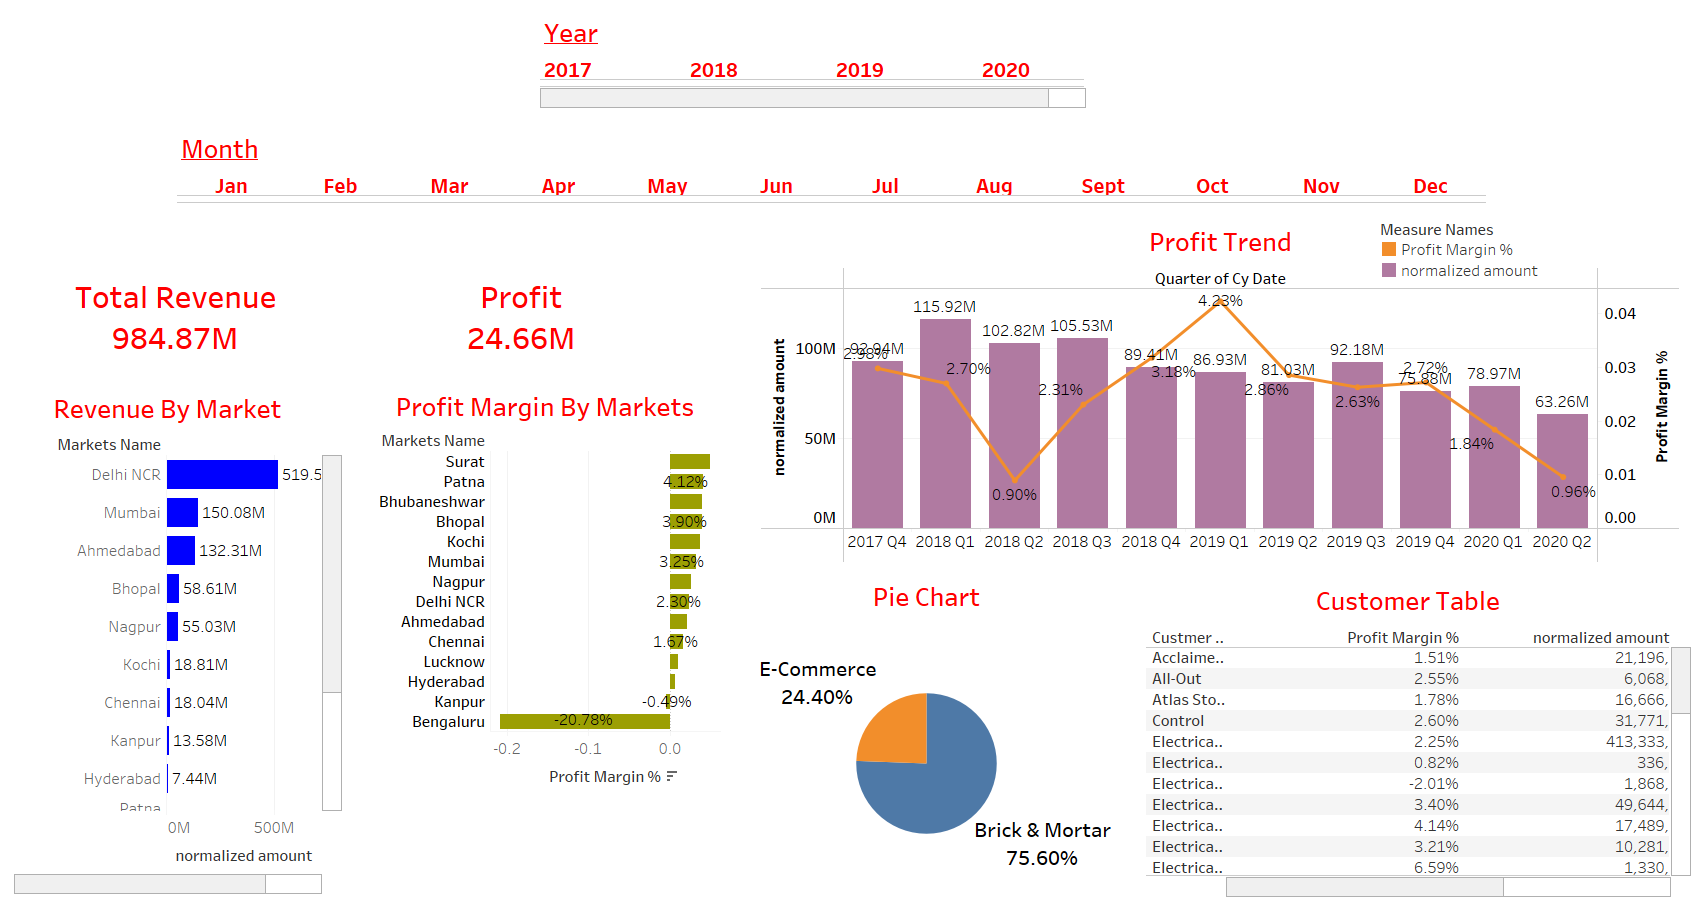 Year
2017 2018 2019 2020
Month
Jan Feb Mar Apr May Jun Jul Aug Sept Oct Nov Dec
Total Revenue
984.87M
Profit
24.66M
Revenue By Market
Markets Name
Delhi NCR 519.5
Mumbai 150.08M
Ahmedabad 132.31M
Bhopal 58.61M
Nagpur 55.03M
Kochi 18.81M
Chennai 18.04M
Kanpur 13.58M
Hyderabad 7.44M
Patna
0M 500M
normalized amount
Profit Margin By Markets
Markets Name
Surat
Patna 4.12%
Bhubaneshwar
Bhopal 3.90%
Kochi
Mumbai 3.25%
Nagpur
Delhi NCR 2.30%
Ahmedabad
Chennai 1.67%
Lucknow
Hyderabad
Kanpur -0.49%
Bengaluru -20.78%
-0.2 -0.1 0.0
Profit Margin %
Profit Trend
Measure Names
Profit Margin %
normalized amount
Quarter of Cy Date
normalized amount
100M
50M
0M
92.94M 115.92M 102.82M 105.53M 89.41M 86.93M 81.03M 92.18M 75.88M 78.97M 63.26M
2.98% 2.70% 0.90% 2.31% 3.18% 4.23% 2.86% 2.63% 2.72% 1.84% 0.96%
2017 Q4 2018 Q1 2018 Q2 2018 Q3 2018 Q4 2019 Q1 2019 Q2 2019 Q3 2019 Q4 2020 Q1 2020 Q2
0.04
0.03
0.02
0.01
0.00
Profit Margin %
Pie Chart
E-Commerce
24.40%
Brick & Mortar
75.60%
Customer Table
Custmer .. Profit Margin % normalized amount
Acclaime.. 1.51% 21,196,
All-Out 2.55% 6,068,
Atlas Sto.. 1.78% 16,666,
Control 2.60% 31,771,
Electrica.. 2.25% 413,333,
Electrica.. 0.82% 336,
Electrica.. -2.01% 1,868,
Electrica.. 3.40% 49,644,
Electrica.. 4.14% 17,489,
Electrica.. 3.21% 10,281,
Electrica.. 6.59% 1,330,